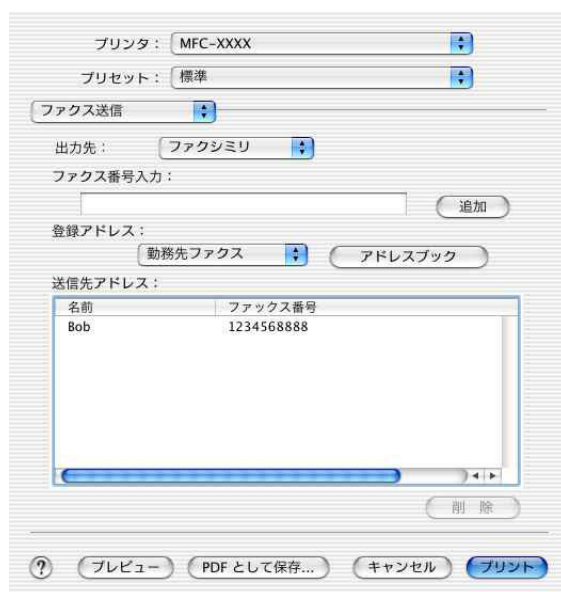 プリンタ： MFC-XXXX
プリセット： 標準
ファクス送信
出力先： ファクシミリ
ファクス番号入力：
追加
登録アドレス：
勤務先ファクス アドレスブック
送信先アドレス：
名前 ファックス番号
Bob 1234568888
削 除
? プレビュー PDF として保存... キャンセル プリント